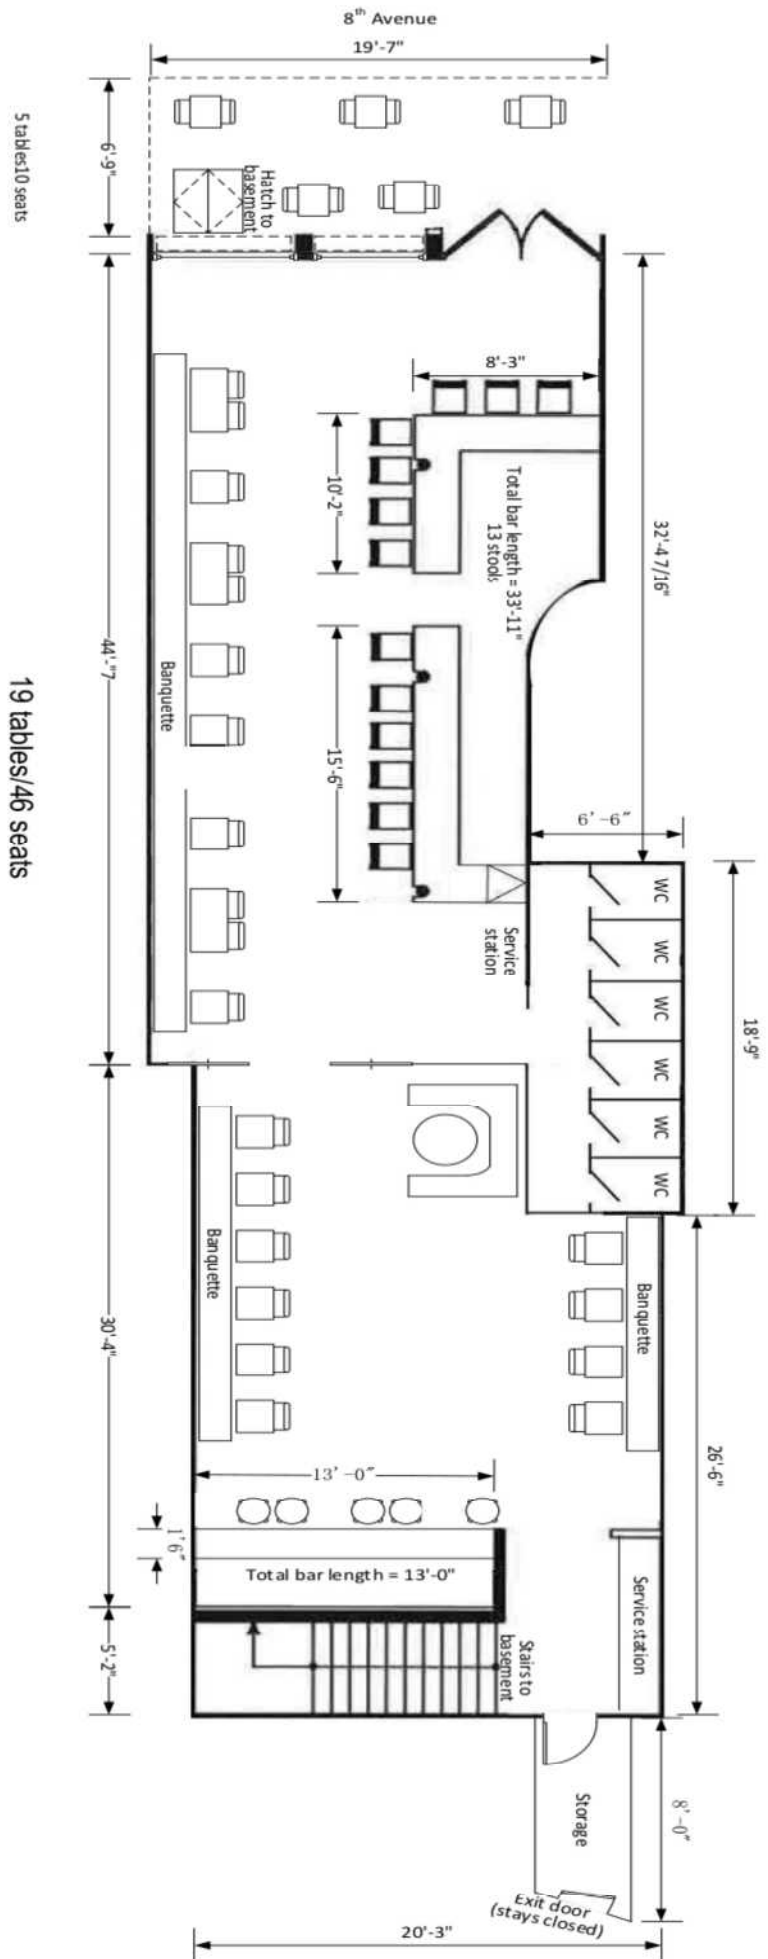 8th Avenue
19'-7"
5 tables10 seats
6'-9"
Hatch to
basement
8'-3"
10'-2"
Total bar length = 33'-11"
13 stools
32'-4 7/16"
44'-"7
Banquette
19 tables/46 seats
15'-6"
6'-6"
WC
WC
WC
WC
WC
WC
Service
station
18'-9"
Banquette
Banquette
30'-4"
26'-6"
13'-0"
1'6"
Total bar length = 13'-0"
Service station
Stairs to
basement
5'-2"
Storage
8'-0"
Exit door
(stays closed)
20'-3"